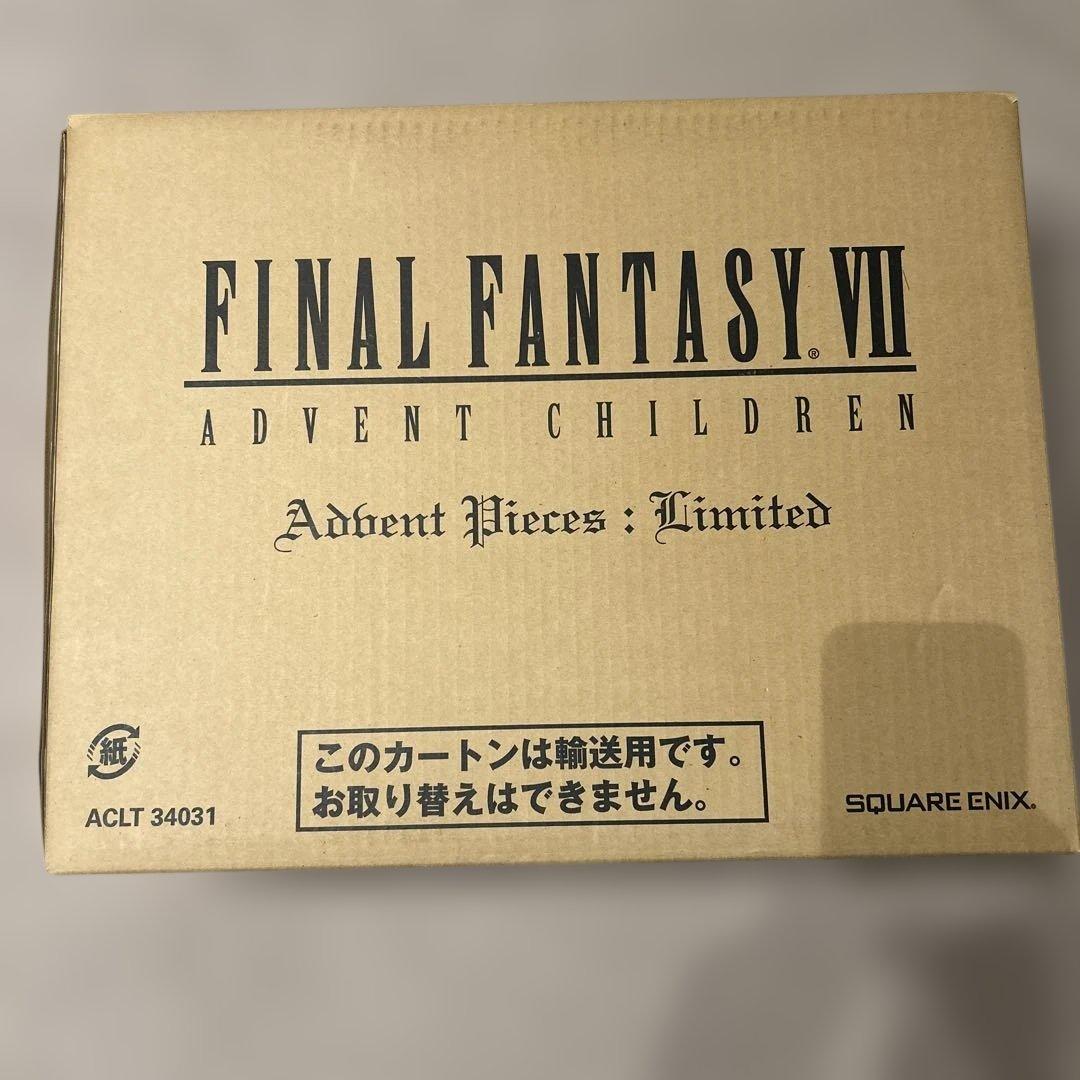 FINAL FANTASY® VII
ADVENT CHILDREN
Advent Pieces : Limited
紙
ACLT 34031
このカートンは輸送用です。
お取り替えはできません。
SQUARE ENIX®